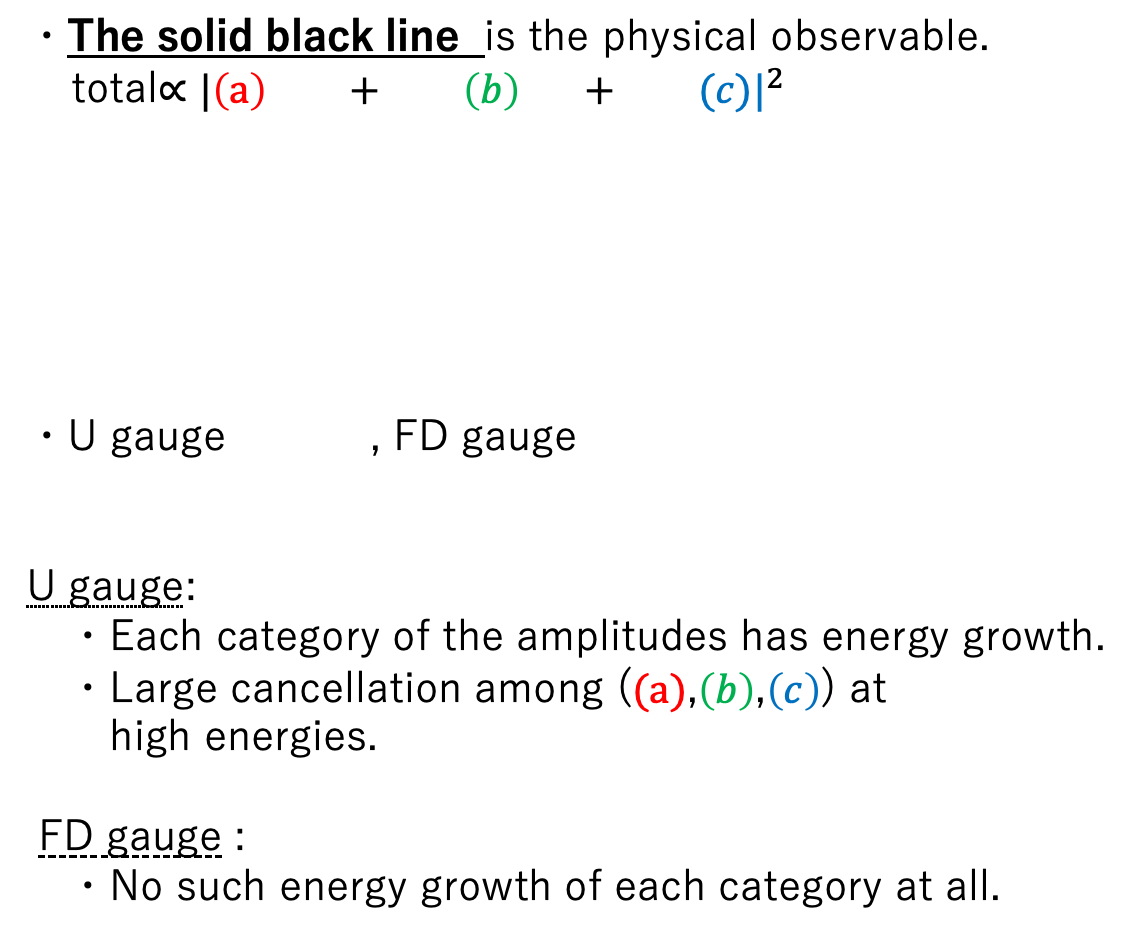 ・The solid black line is the physical observable.
total∝ |(a) + (b) + (c)|²
・U gauge , FD gauge
U gauge:
・Each category of the amplitudes has energy growth.
・Large cancellation among ((a),(b),(c)) at
high energies.
FD gauge :
・No such energy growth of each category at all.